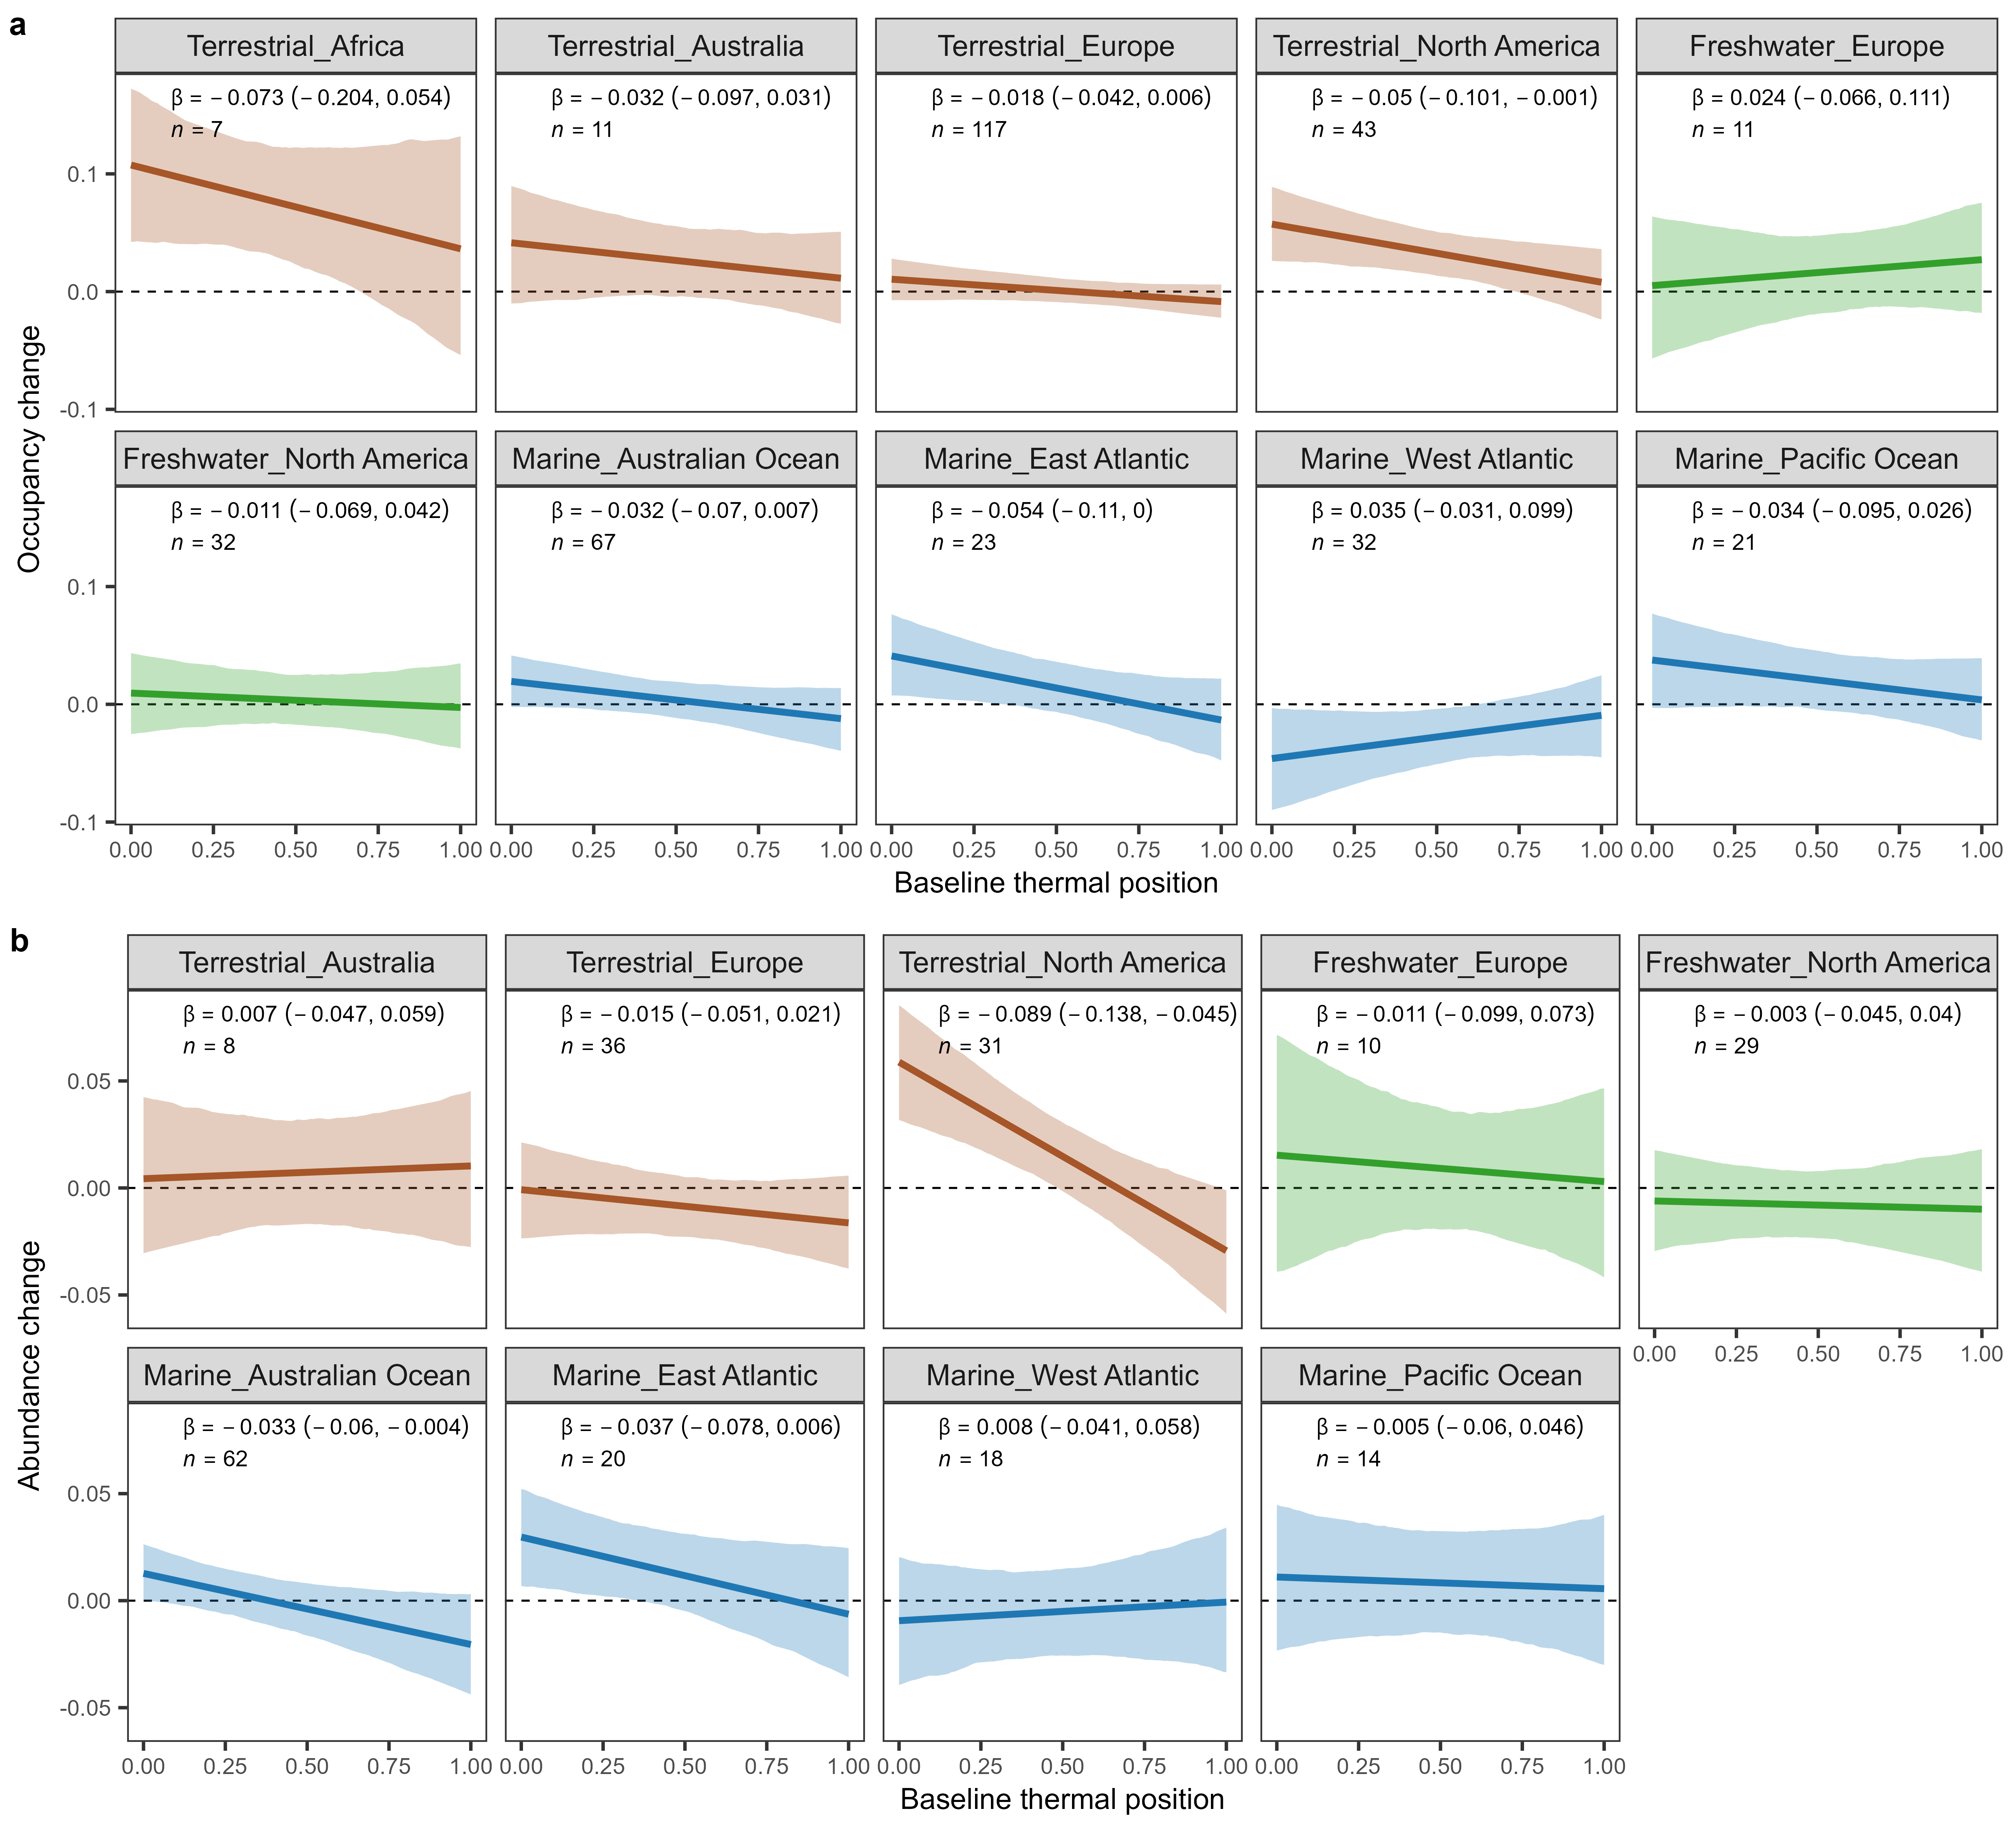 a
Terrestrial_Africa
Terrestrial_Australia
Terrestrial_Europe
Terrestrial_North America
Freshwater_Europe
β = −0.073 (−0.204, 0.054)
n = 7
β = −0.032 (−0.097, 0.031)
n = 11
β = −0.018 (−0.042, 0.006)
n = 117
β = −0.05 (−0.101, −0.001)
n = 43
β = 0.024 (−0.066, 0.111)
n = 11
0.1
0.0
-0.1
Occupancy change
Freshwater_North America
Marine_Australian Ocean
Marine_East Atlantic
Marine_West Atlantic
Marine_Pacific Ocean
β = −0.011 (−0.069, 0.042)
n = 32
β = −0.032 (−0.07, 0.007)
n = 67
β = −0.054 (−0.11, 0)
n = 23
β = 0.035 (−0.031, 0.099)
n = 32
β = −0.034 (−0.095, 0.026)
n = 21
0.1
0.0
-0.1
0.00 0.25 0.50 0.75 1.00
0.00 0.25 0.50 0.75 1.00
0.00 0.25 0.50 0.75 1.00
0.00 0.25 0.50 0.75 1.00
0.00 0.25 0.50 0.75 1.00
Baseline thermal position
b
Terrestrial_Australia
Terrestrial_Europe
Terrestrial_North America
Freshwater_Europe
Freshwater_North America
β = 0.007 (−0.047, 0.059)
n = 8
β = −0.015 (−0.051, 0.021)
n = 36
β = −0.089 (−0.138, −0.045)
n = 31
β = −0.011 (−0.099, 0.073)
n = 10
β = −0.003 (−0.045, 0.04)
n = 29
0.05
0.00
-0.05
0.00 0.25 0.50 0.75 1.00
Abundance change
Marine_Australian Ocean
Marine_East Atlantic
Marine_West Atlantic
Marine_Pacific Ocean
β = −0.033 (−0.06, −0.004)
n = 62
β = −0.037 (−0.078, 0.006)
n = 20
β = 0.008 (−0.041, 0.058)
n = 18
β = −0.005 (−0.06, 0.046)
n = 14
0.05
0.00
-0.05
0.00 0.25 0.50 0.75 1.00
0.00 0.25 0.50 0.75 1.00
0.00 0.25 0.50 0.75 1.00
0.00 0.25 0.50 0.75 1.00
Baseline thermal position